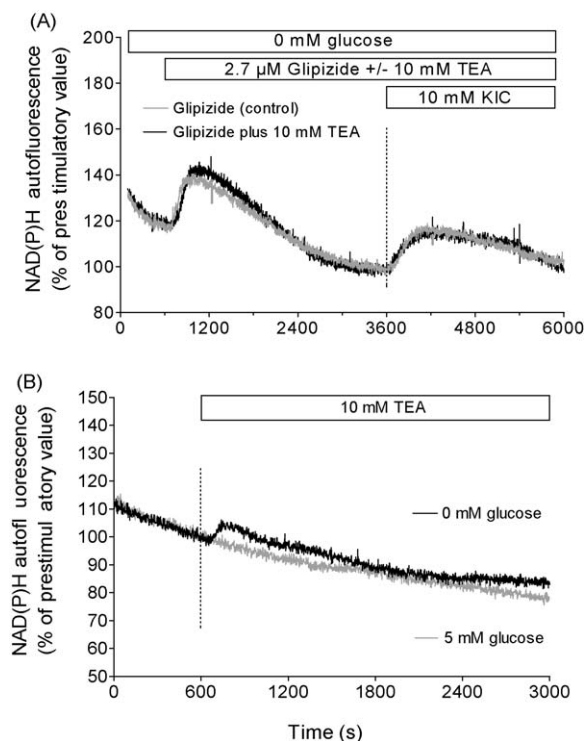 (A)
200
180
160
140
120
100
80
0 mM glucose
2.7 µM Glipizide +/- 10 mM TEA
10 mM KIC
Glipizide (control)
Glipizide plus 10 mM TEA
NAD(P)H autofluorescence
(% of pres timulatory value)
0 1200 2400 3600 4800 6000
(B)
150
140
130
120
110
100
90
80
70
60
50
10 mM TEA
0 mM glucose
5 mM glucose
NAD(P)H autofl uorescence
(% of prestimul atory value)
0 600 1200 1800 2400 3000
Time (s)